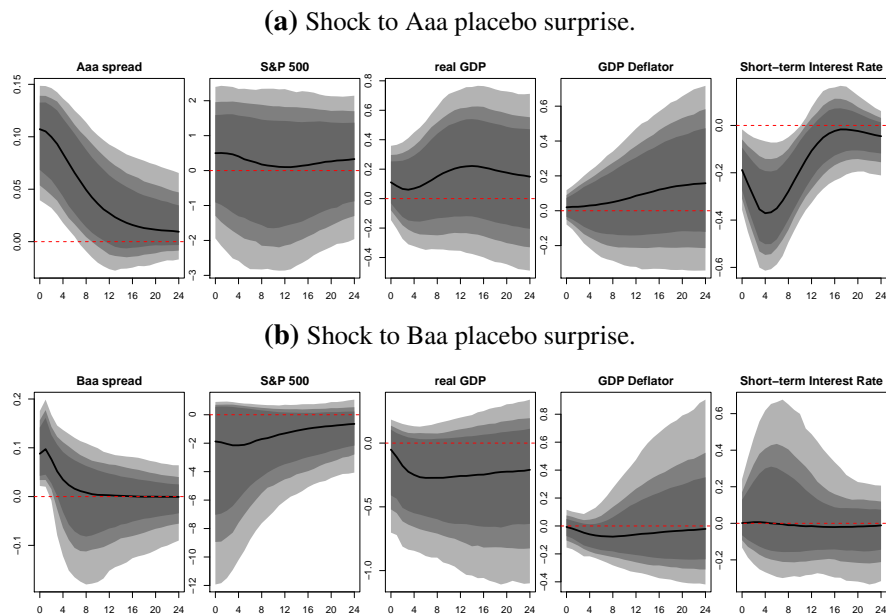 (a) Shock to Aaa placebo surprise.
Aaa spread S&P 500 real GDP GDP Deflator Short−term Interest Rate
0.15 0.10 0.05 0.00
2 1 0 −1 −2 −3
0.8 0.6 0.4 0.2 0.0 −0.2 −0.4
0.6 0.4 0.2 0.0 −0.2
0.0 −0.2 −0.4 −0.6
0 4 8 12 16 20 24 0 4 8 12 16 20 24 0 4 8 12 16 20 24 0 4 8 12 16 20 24 0 4 8 12 16 20 24
(b) Shock to Baa placebo surprise.
Baa spread S&P 500 real GDP GDP Deflator Short−term Interest Rate
0.2 0.1 0.0 −0.1
0 −2 −4 −6 −8 −10 −12
0.0 −0.5 −1.0
0.8 0.6 0.4 0.2 0.0 −0.2 −0.4
0.6 0.4 0.2 0.0 −0.2 −0.4
0 4 8 12 16 20 24 0 4 8 12 16 20 24 0 4 8 12 16 20 24 0 4 8 12 16 20 24 0 4 8 12 16 20 24